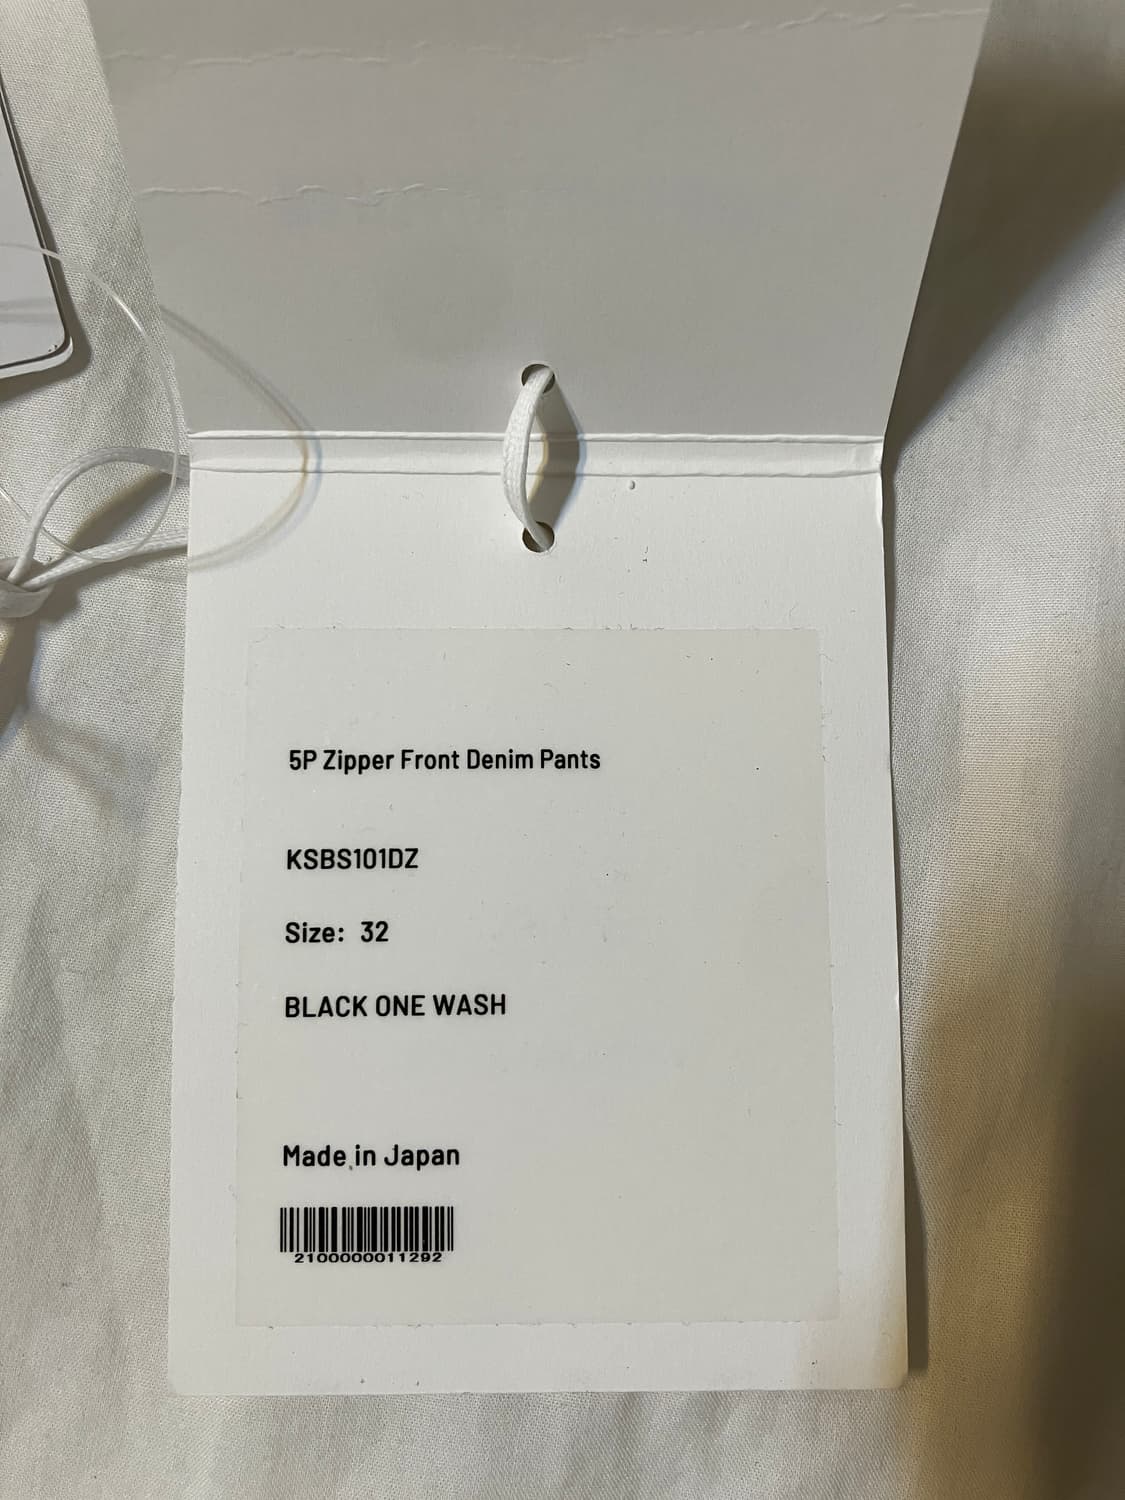 5P Zipper Front Denim Pants
KSBS101DZ
Size: 32
BLACK ONE WASH
Made in Japan
2100000011292